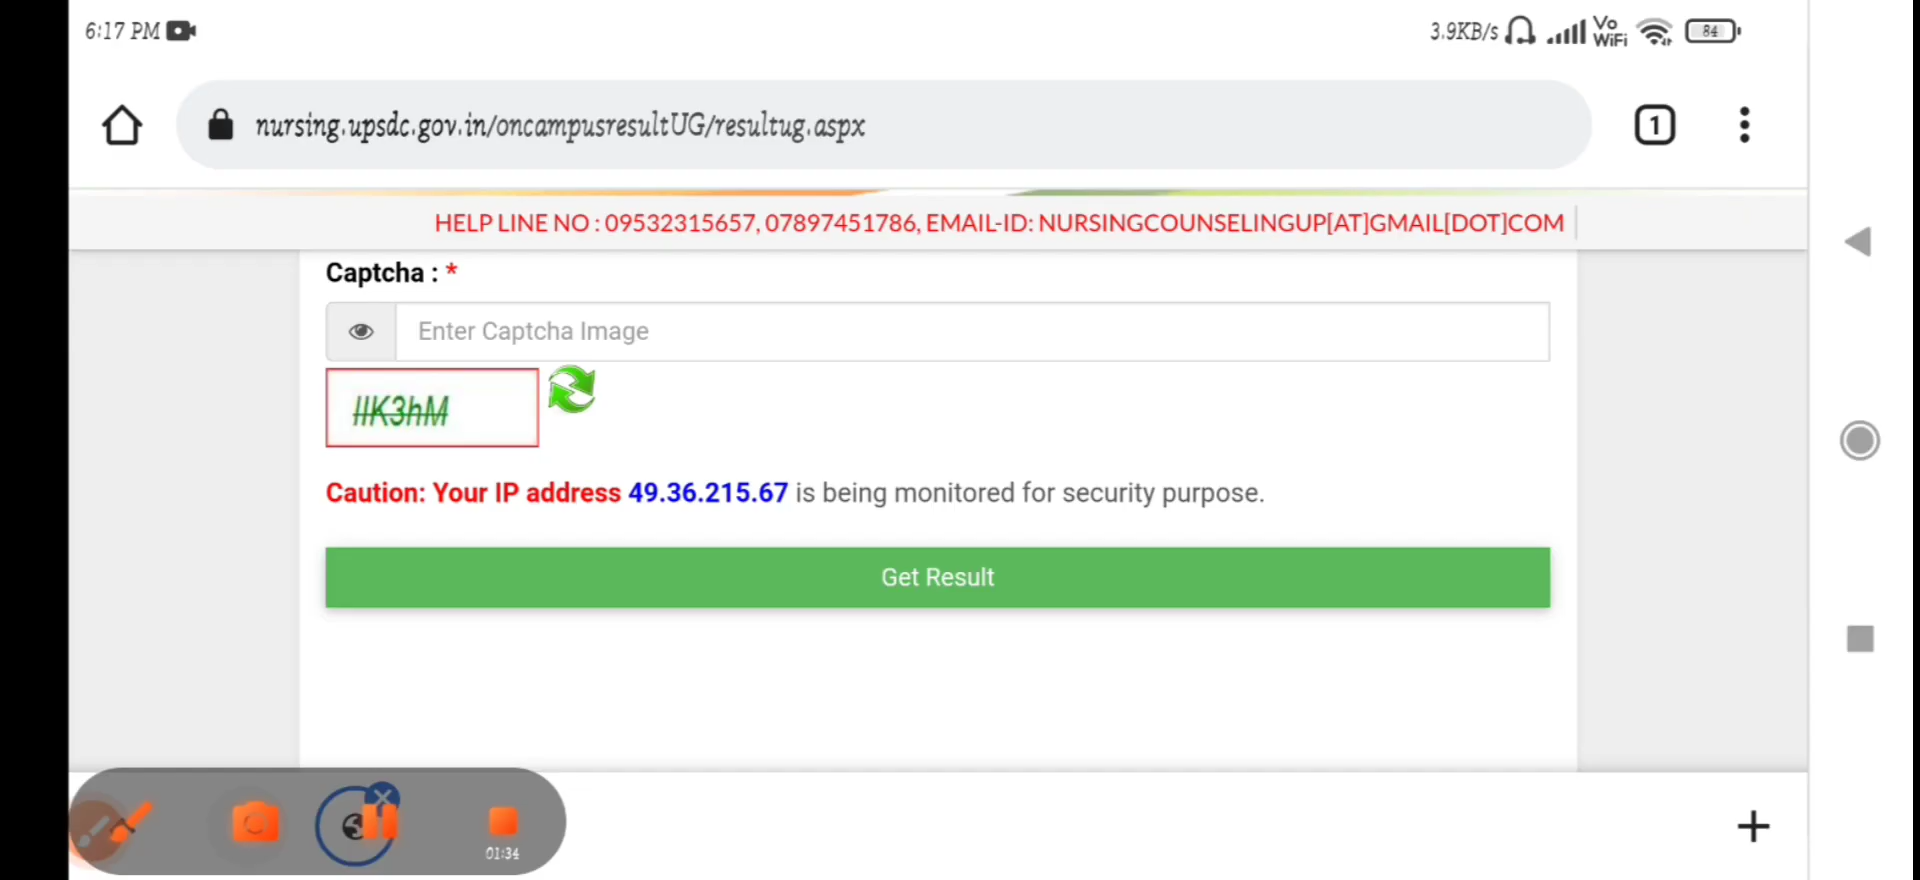 6:17 PM
3.9KB/s Vo WiFi 84
nursing.upsdc.gov.in/oncampusresultUG/resultug.aspx
1
HELP LINE NO : 09532315657, 07897451786, EMAIL-ID: NURSINGCOUNSELINGUP[AT]GMAIL[DOT]COM
Captcha : *
Enter Captcha Image
Caution: Your IP address 49.36.215.67 is being monitored for security purpose.
Get Result
01:34